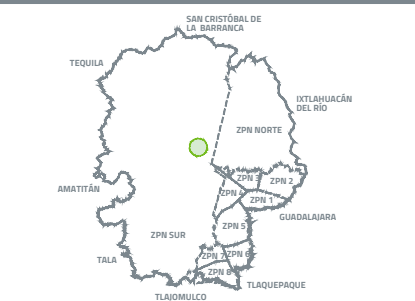 SAN CRISTÓBAL DE
LA BARRANCA
TEQUILA
IXTLAHUACÁN
DEL RÍO
ZPN NORTE
ZPN 3
ZPN 2
AMATITÁN
ZPN 4
ZPN 1
GUADALAJARA
ZPN 5
ZPN SUR
ZPN 7
ZPN 6
TALA
ZPN 8
TLAQUEPAQUE
TLAJOMULCO